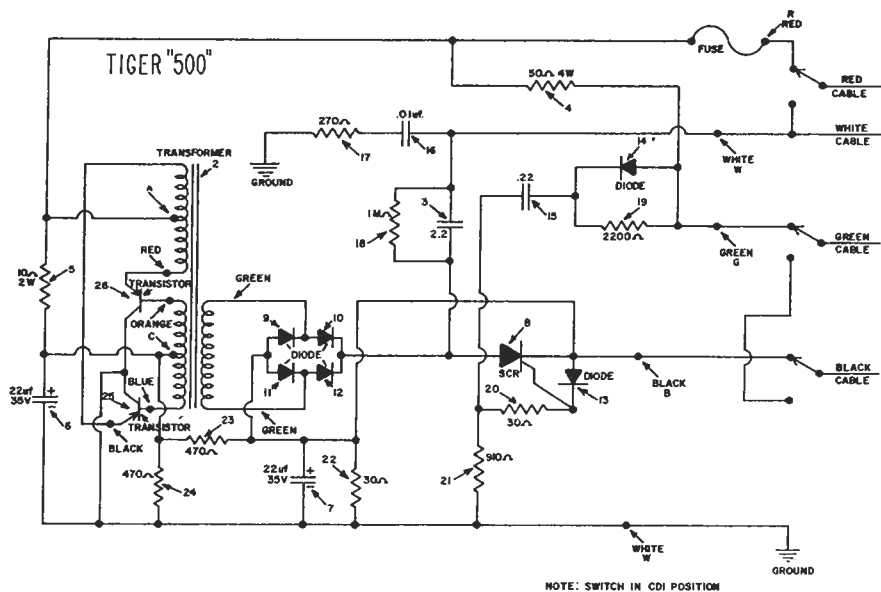 TIGER "500"
R
RED
FUSE
RED
CABLE
50Ω 4W
4
270Ω
17
.01uf.
16
WHITE
CABLE
WHITE
W
GROUND
TRANSFORMER
2
14
DIODE
.22
15
A
1M
18
3
2.2
19
2200Ω
GREEN
G
GREEN
CABLE
RED
10Ω
2W
5
26
TRANSISTOR
GREEN
ORANGE
C
9
10
DIODE
11
12
8
SCR
DIODE
13
BLACK
B
BLACK
CABLE
BLUE
22uf
35V
6
25
TRANSISTOR
BLACK
23
470Ω
GREEN
20
30Ω
470Ω
24
22uf
35V
7
22
30Ω
910Ω
21
WHITE
W
GROUND
NOTE: SWITCH IN CDI POSITION